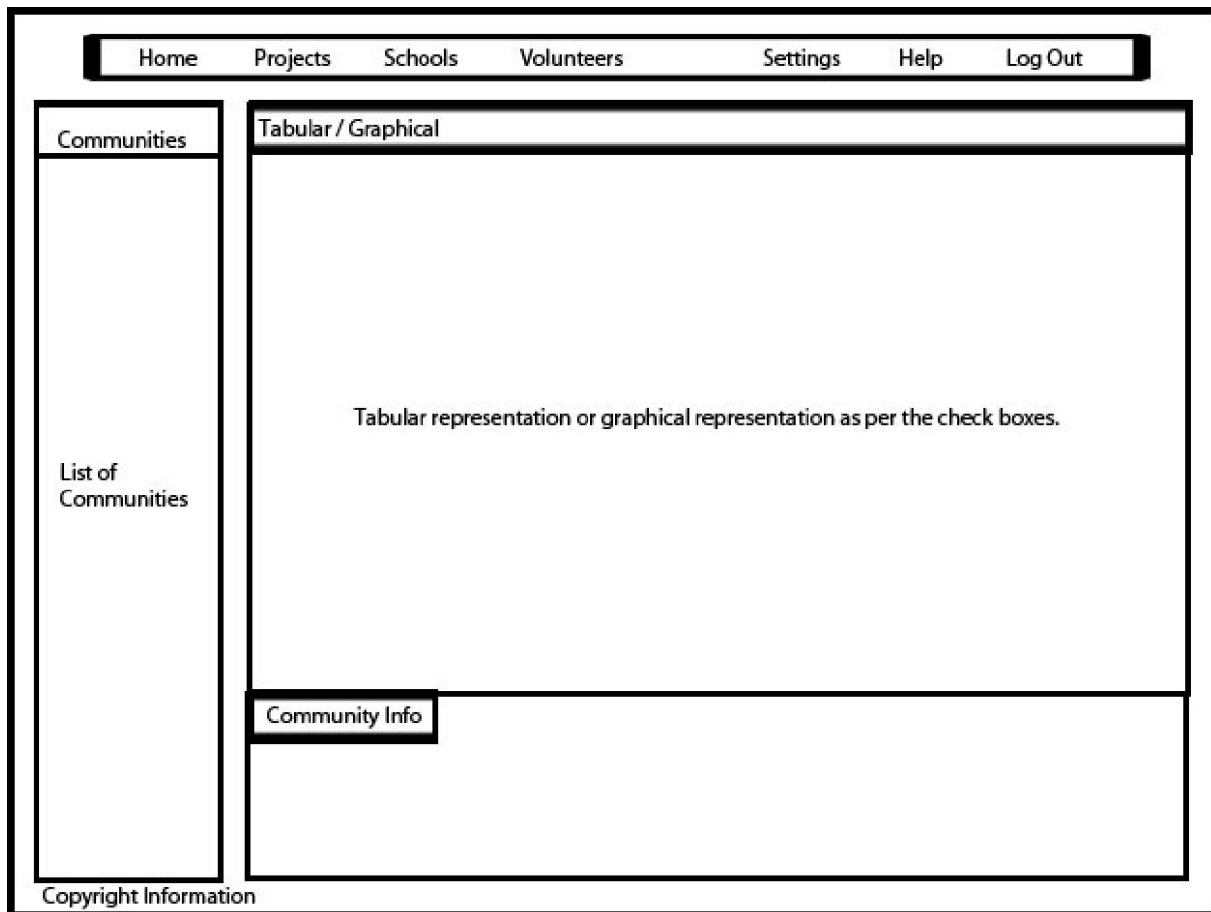 Home Projects Schools Volunteers Settings Help Log Out
Communities
Tabular / Graphical
Tabular representation or graphical representation as per the check boxes.
List of
Communities
Community Info
Copyright Information